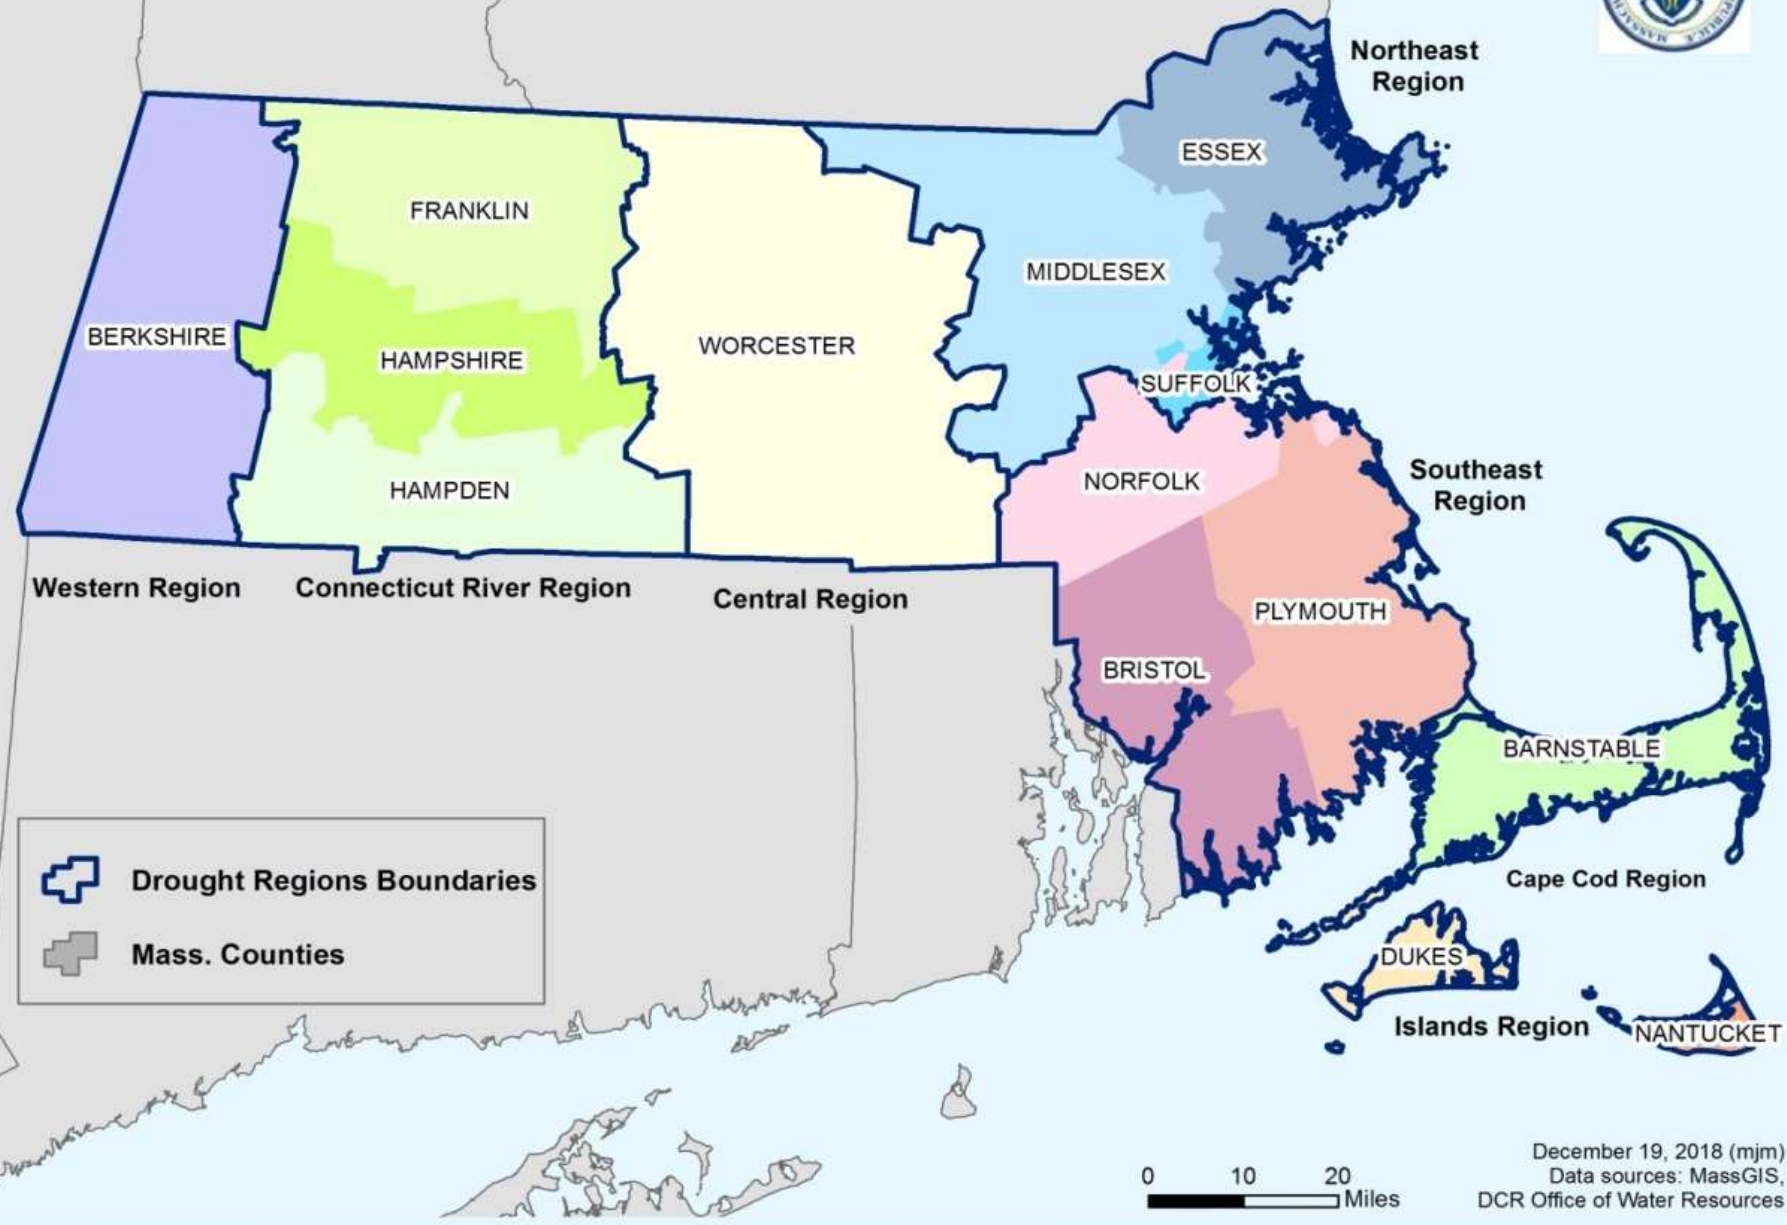 Northeast
Region
ESSEX
FRANKLIN
MIDDLESEX
BERKSHIRE
HAMPSHIRE
WORCESTER
SUFFOLK
HAMPDEN
NORFOLK
Southeast
Region
Western Region
Connecticut River Region
Central Region
PLYMOUTH
BRISTOL
BARNSTABLE
Drought Regions Boundaries
Mass. Counties
Cape Cod Region
DUKES
Islands Region
NANTUCKET
0 10 20
Miles
December 19, 2018 (mjm)
Data sources: MassGIS,
DCR Office of Water Resources